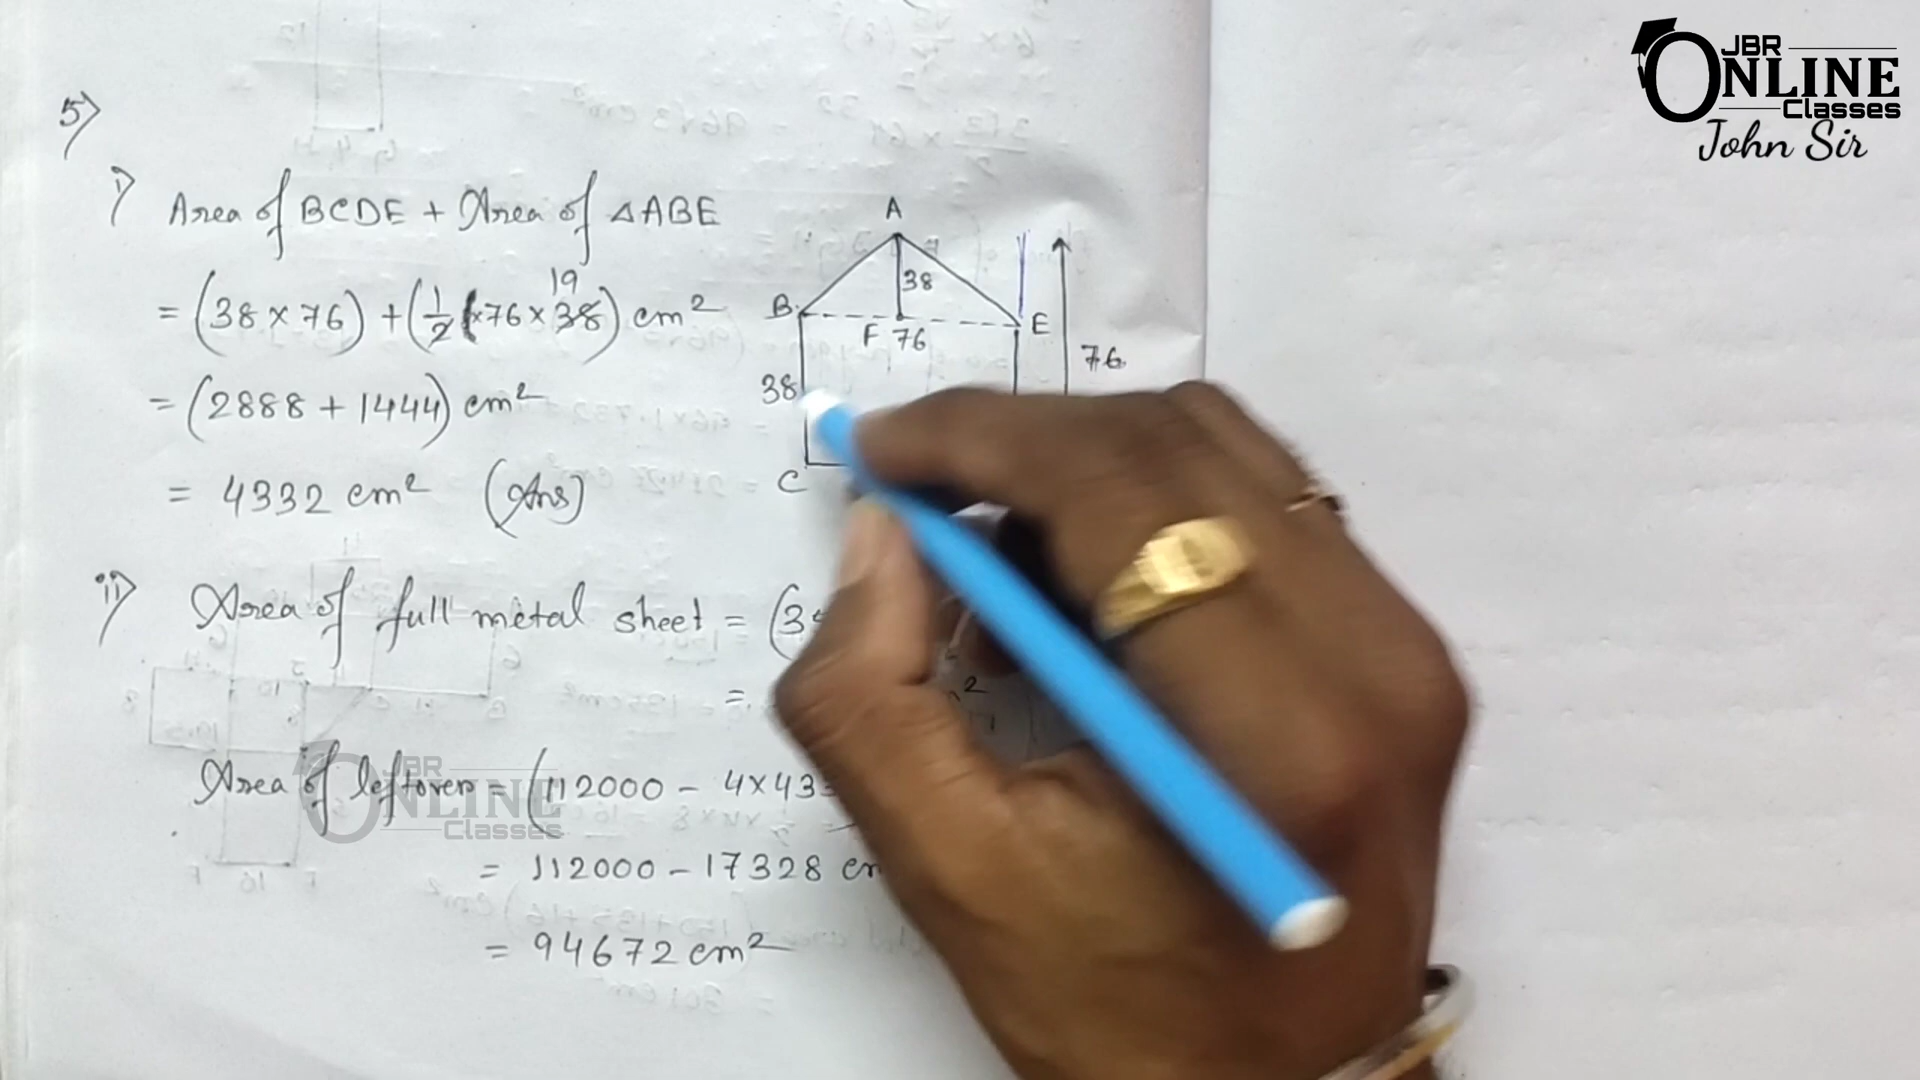 JBR
ONLINE
Classes
John Sir
5)
i) Area of BCDE + Area of △ABE
= (38 × 76) + (1/2 × 76 × 38) cm²
19
= (2888 + 1444) cm²
= 4332 cm² (Ans)
A
38
B
F 76
E
76
38
C
ii) Area of full metal sheet = (3
=
Area of leftover = (112000 - 4×433
= 112000 - 17328 cm
= 94672 cm²
JBR
ONLINE
Classes